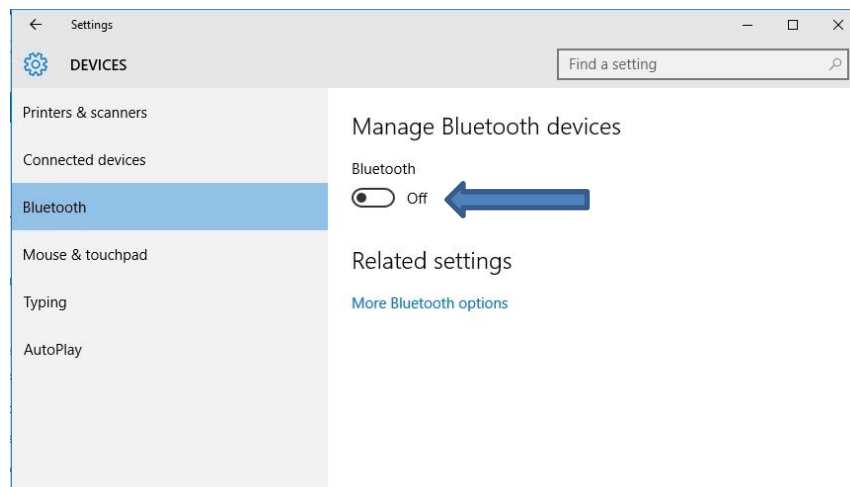 Settings
DEVICES
Find a setting
Printers & scanners
Connected devices
Bluetooth
Mouse & touchpad
Typing
AutoPlay
Manage Bluetooth devices
Bluetooth
Off
Related settings
More Bluetooth options